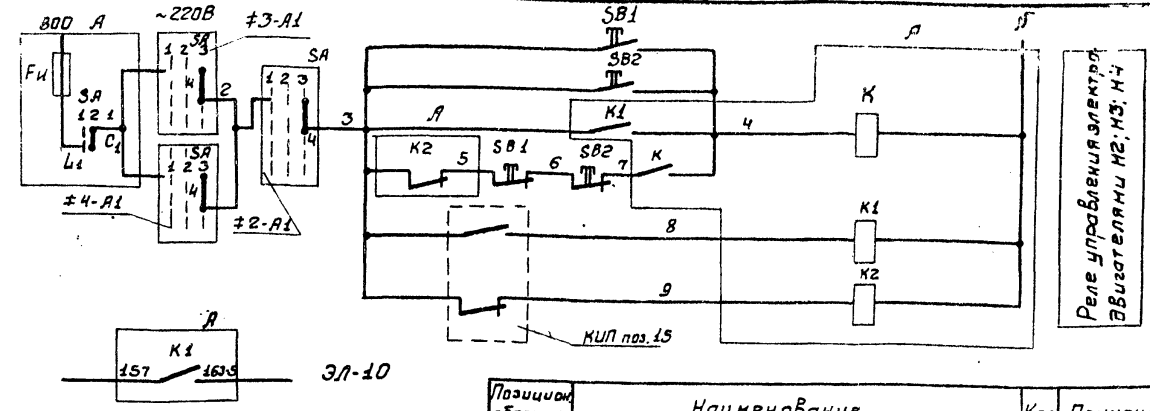 800 А
~220В
≠3-А1
Fu
SA
1 2 1
L1
C1
SA
1 2 3
4
2
SA
1 2 3
4
SA
1 2 3
4
≠4-А1
≠2-А1
3
SB1
SB2
А
K1
4
K
K2
5
SB1
6
SB2
7
K
8
K1
9
K2
КИП поз. 15
А
Реле управления электро-
двигателями Н2; Н3; Н4
А
K1
157
163-5
ЭЛ-10
Позицион.
Наименование
Кол.